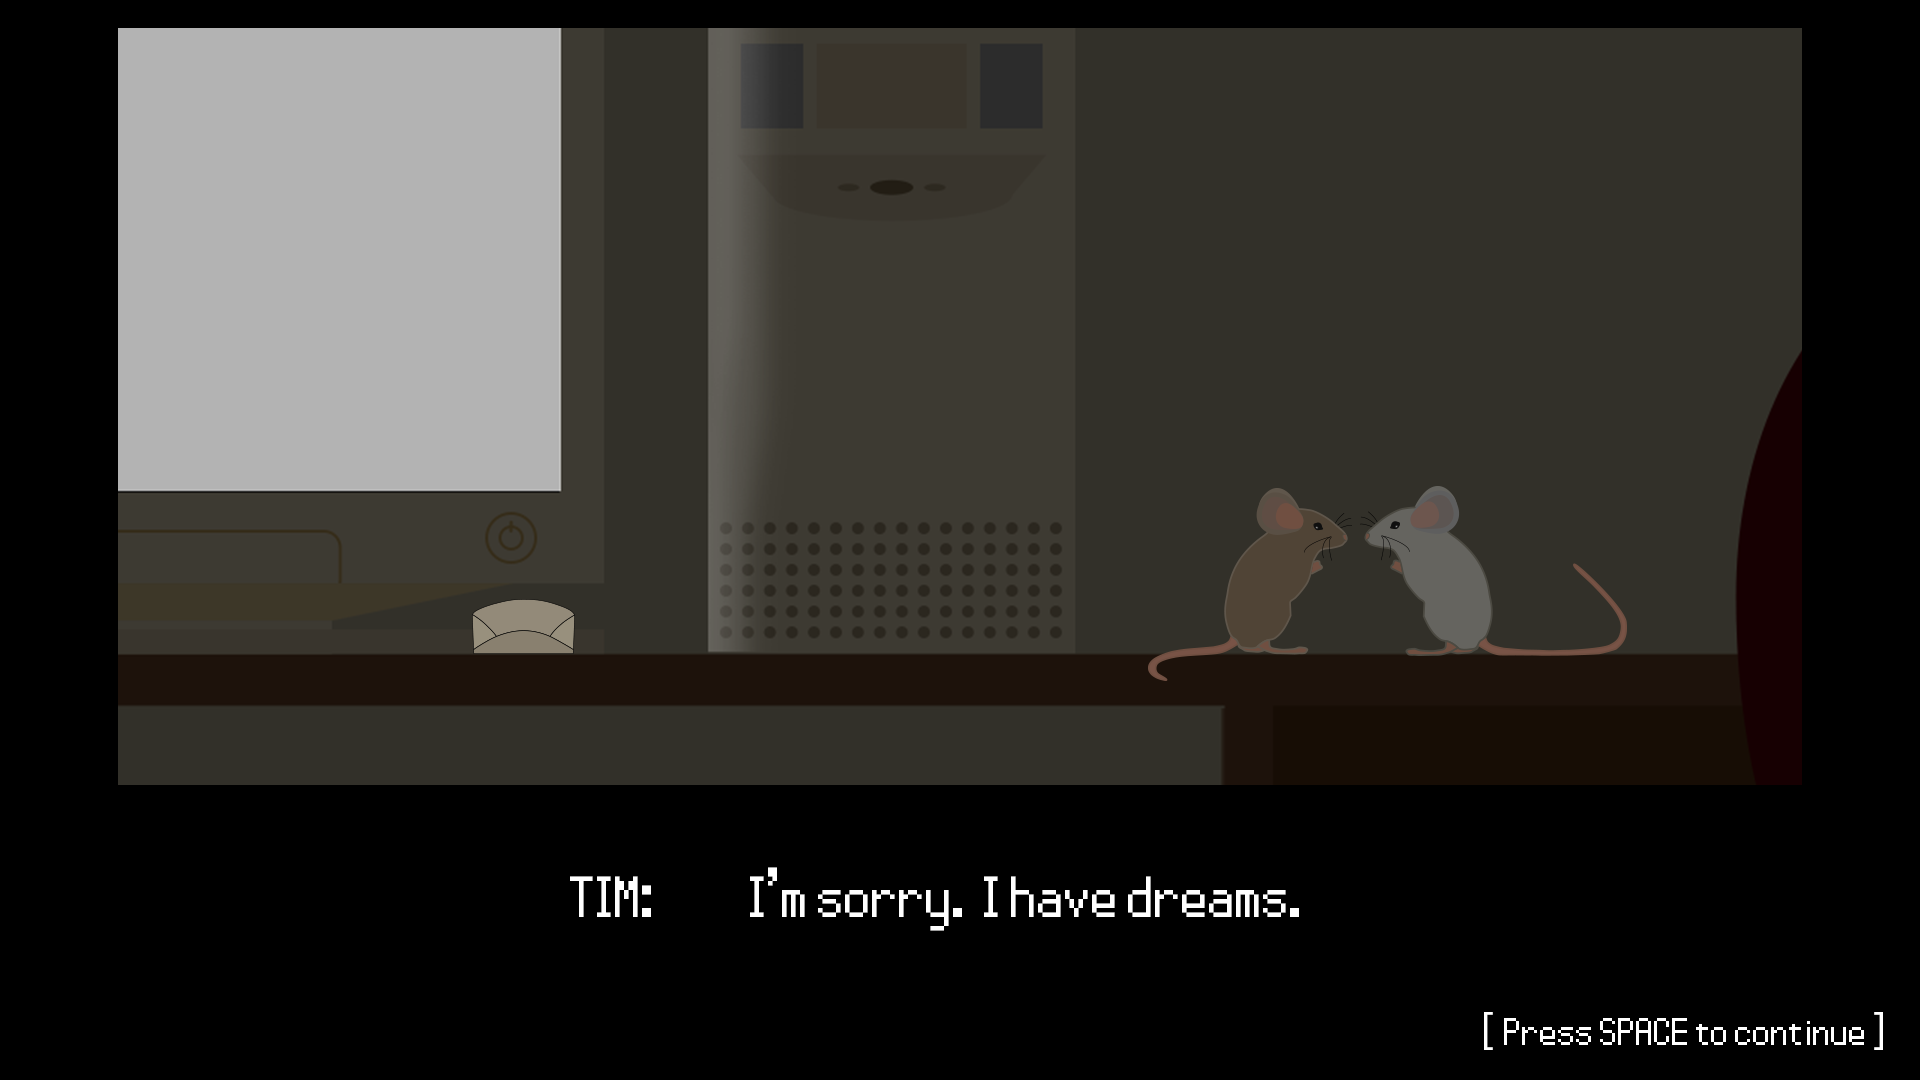 TIM: I'm sorry. I have dreams.
[ Press SPACE to continue ]